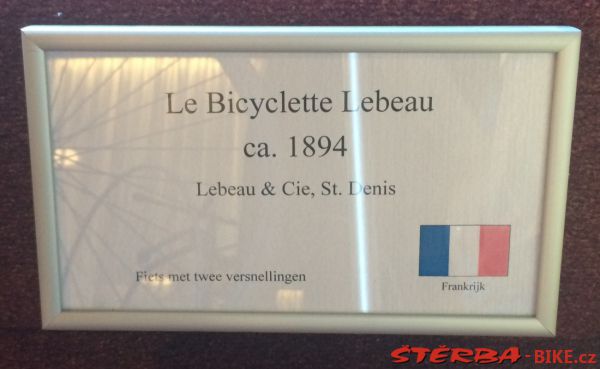 Le Bicyclette Lebeau
ca. 1894
Lebeau & Cie, St. Denis
Fiets met twee versnellingen
Frankrijk
ŠTĚRBA-BIKE.cz